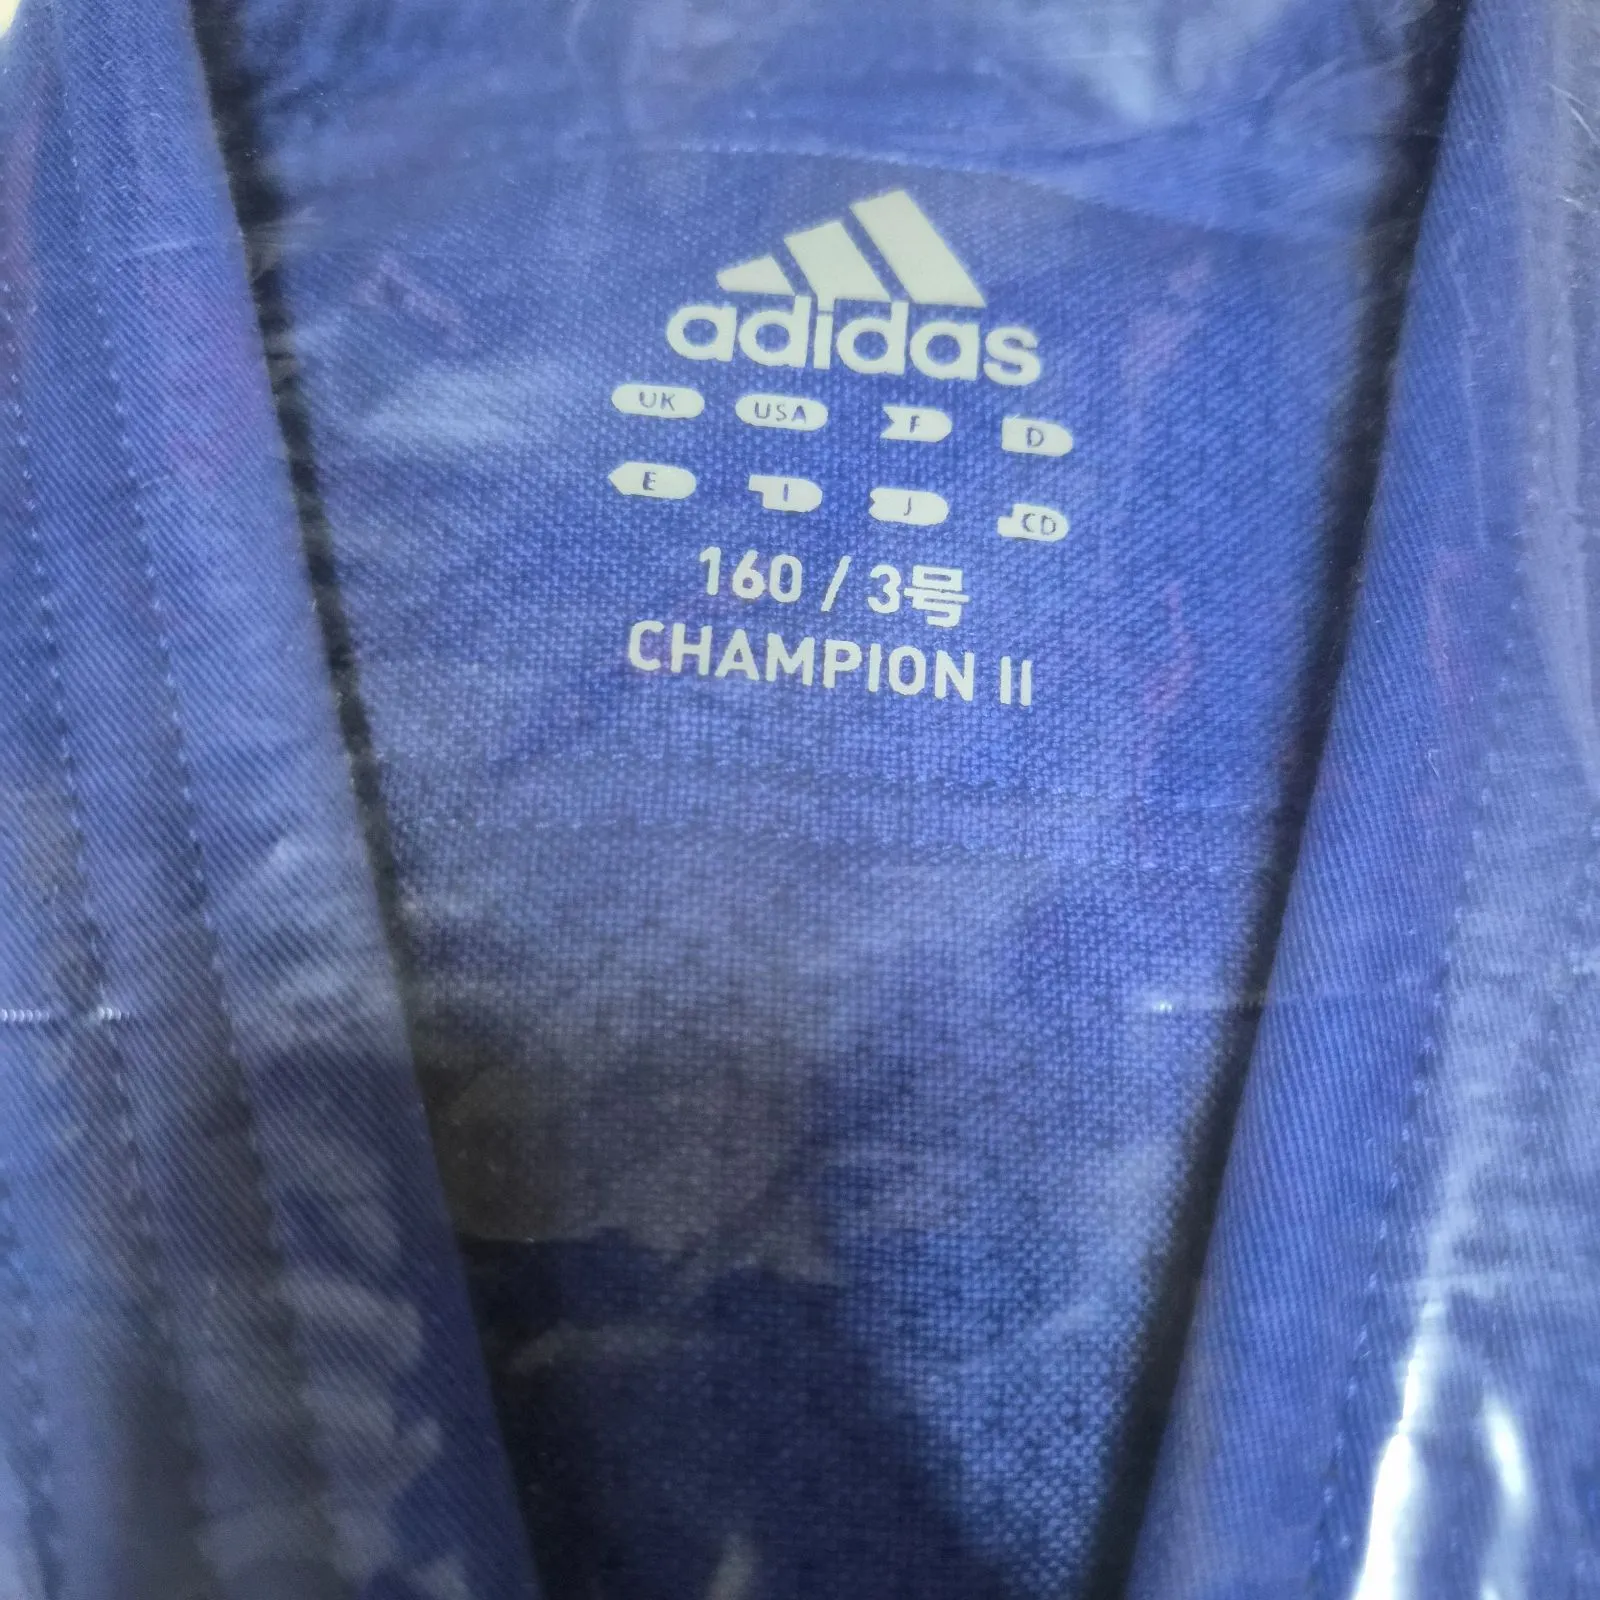 adidas
UK USA F D
E I J CD
160 / 3号
CHAMPION II